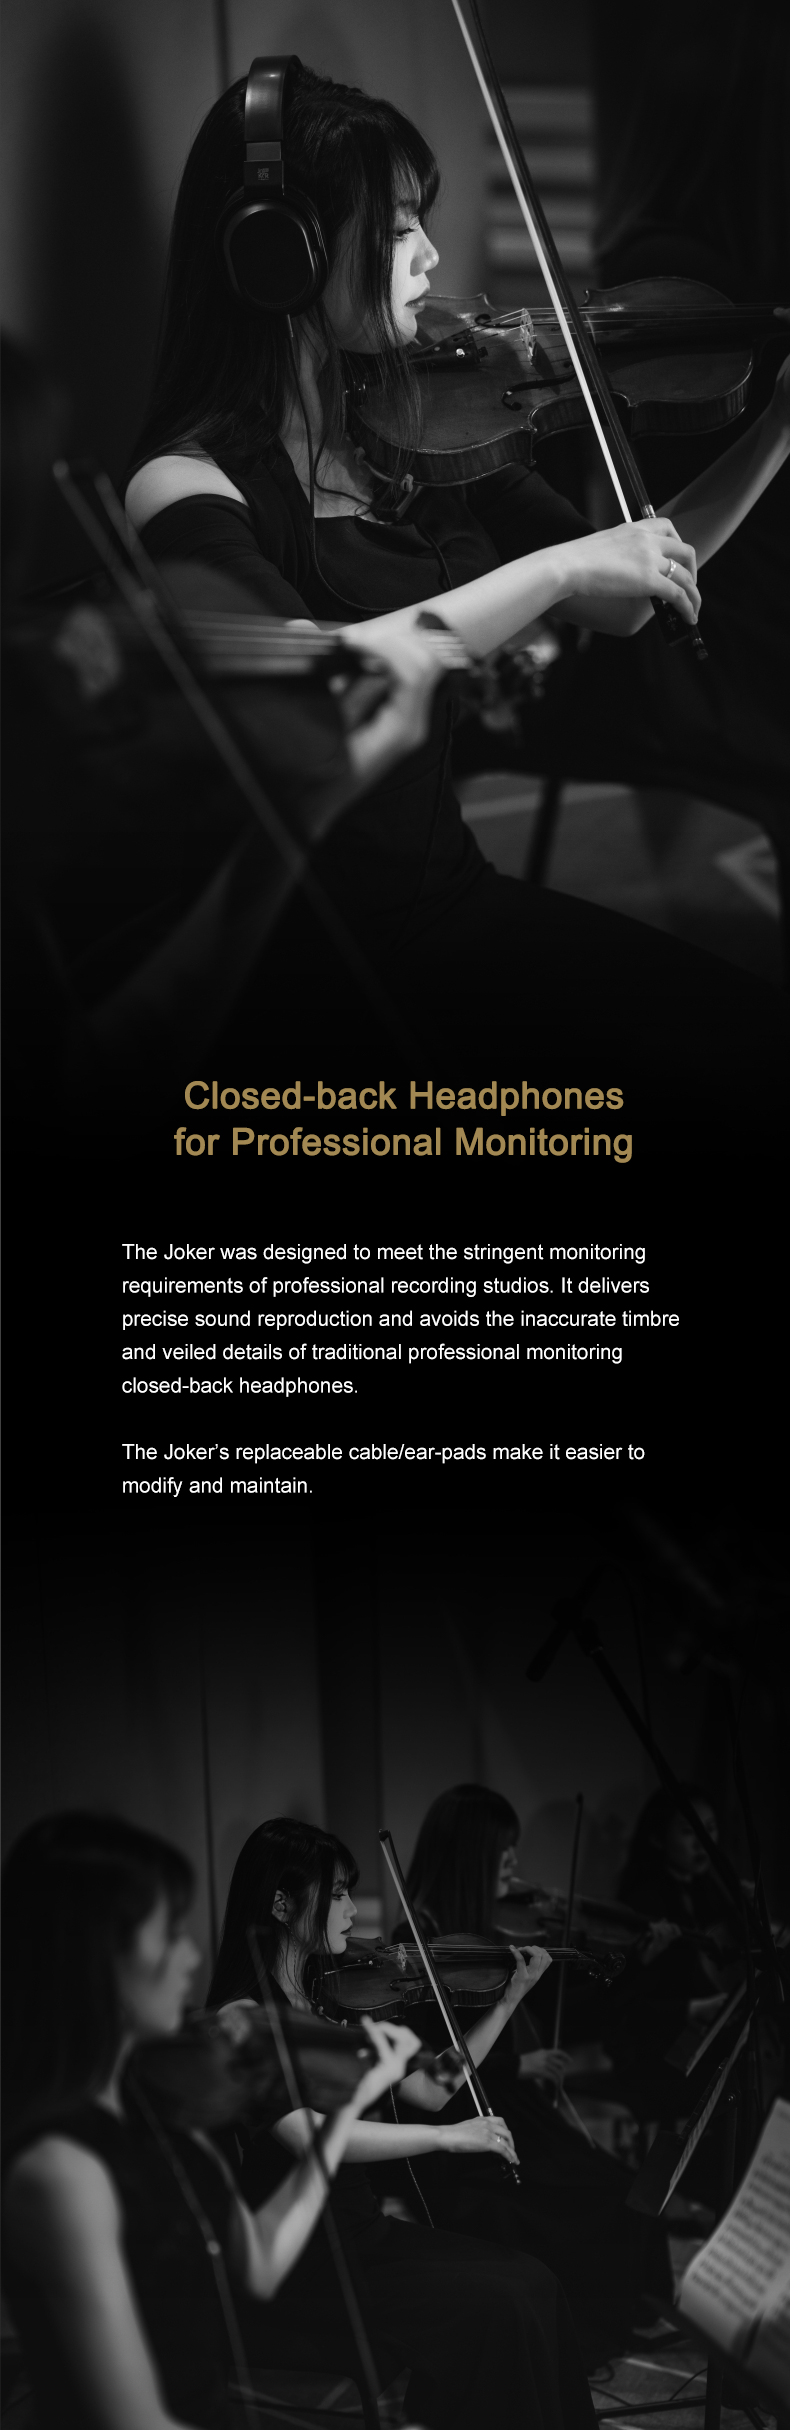 Closed-back Headphones
for Professional Monitoring
The Joker was designed to meet the stringent monitoring
requirements of professional recording studios. It delivers
precise sound reproduction and avoids the inaccurate timbre
and veiled details of traditional professional monitoring
closed-back headphones.
The Joker’s replaceable cable/ear-pads make it easier to
modify and maintain.